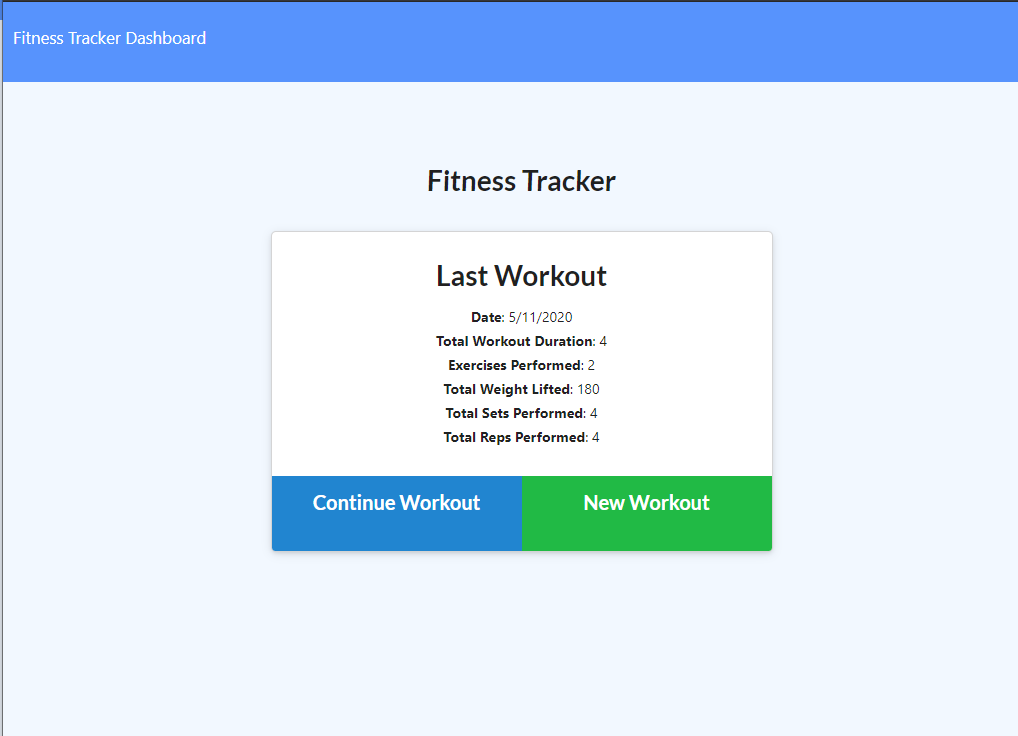 Fitness Tracker Dashboard
Fitness Tracker
Last Workout
Date: 5/11/2020
Total Workout Duration: 4
Exercises Performed: 2
Total Weight Lifted: 180
Total Sets Performed: 4
Total Reps Performed: 4
Continue Workout
New Workout